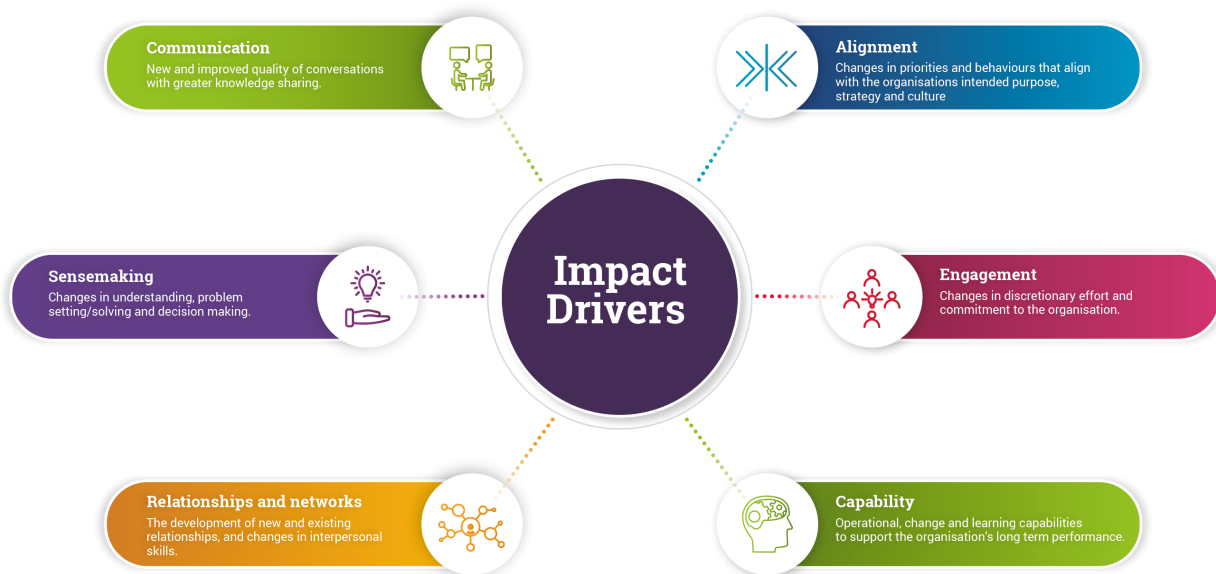 Communication
New and improved quality of conversations
with greater knowledge sharing.
Alignment
Changes in priorities and behaviours that align
with the organisations intended purpose,
strategy and culture
Sensemaking
Changes in understanding, problem
setting/solving and decision making.
Impact
Drivers
Engagement
Changes in discretionary effort and
commitment to the organisation.
Relationships and networks
The development of new and existing
relationships, and changes in interpersonal
skills.
Capability
Operational, change and learning capabilities
to support the organisation’s long term performance.